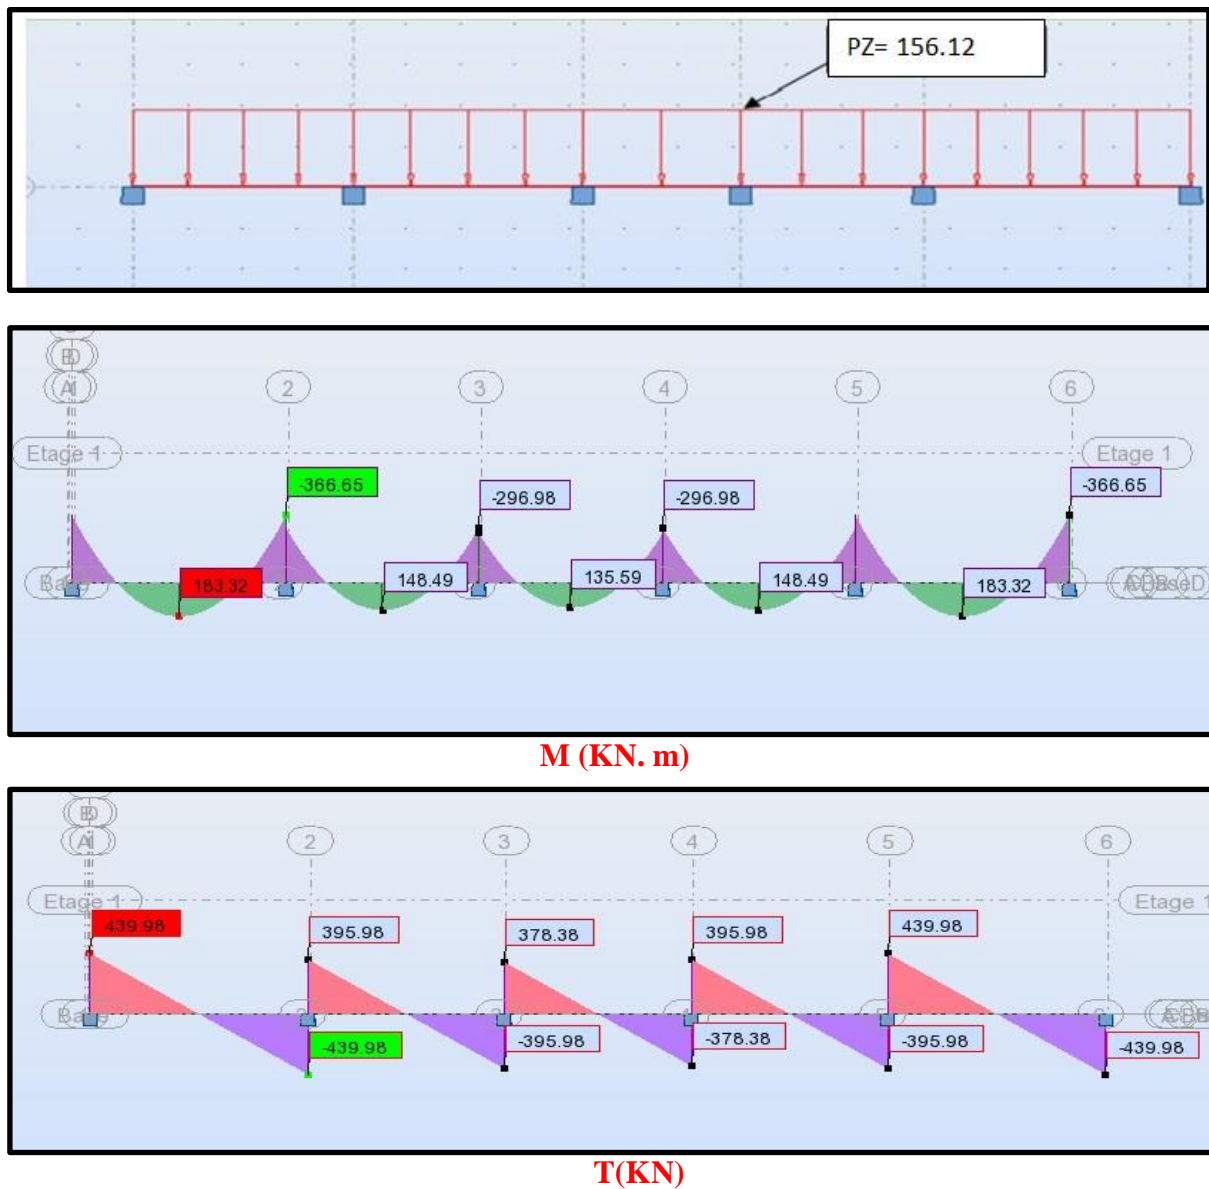 PZ= 156.12
B D
A 1 2 3 4 5 6
Etage 1 Etage 1
-366.65 -296.98 -296.98 -366.65
183.32 148.49 135.59 148.49 183.32
M (KN. m)
A 1 2 3 4 5 6
Etage 1 Etage 1
439.98 395.98 378.38 395.98 439.98
-439.98 -395.98 -378.38 -395.98 -439.98
T(KN)